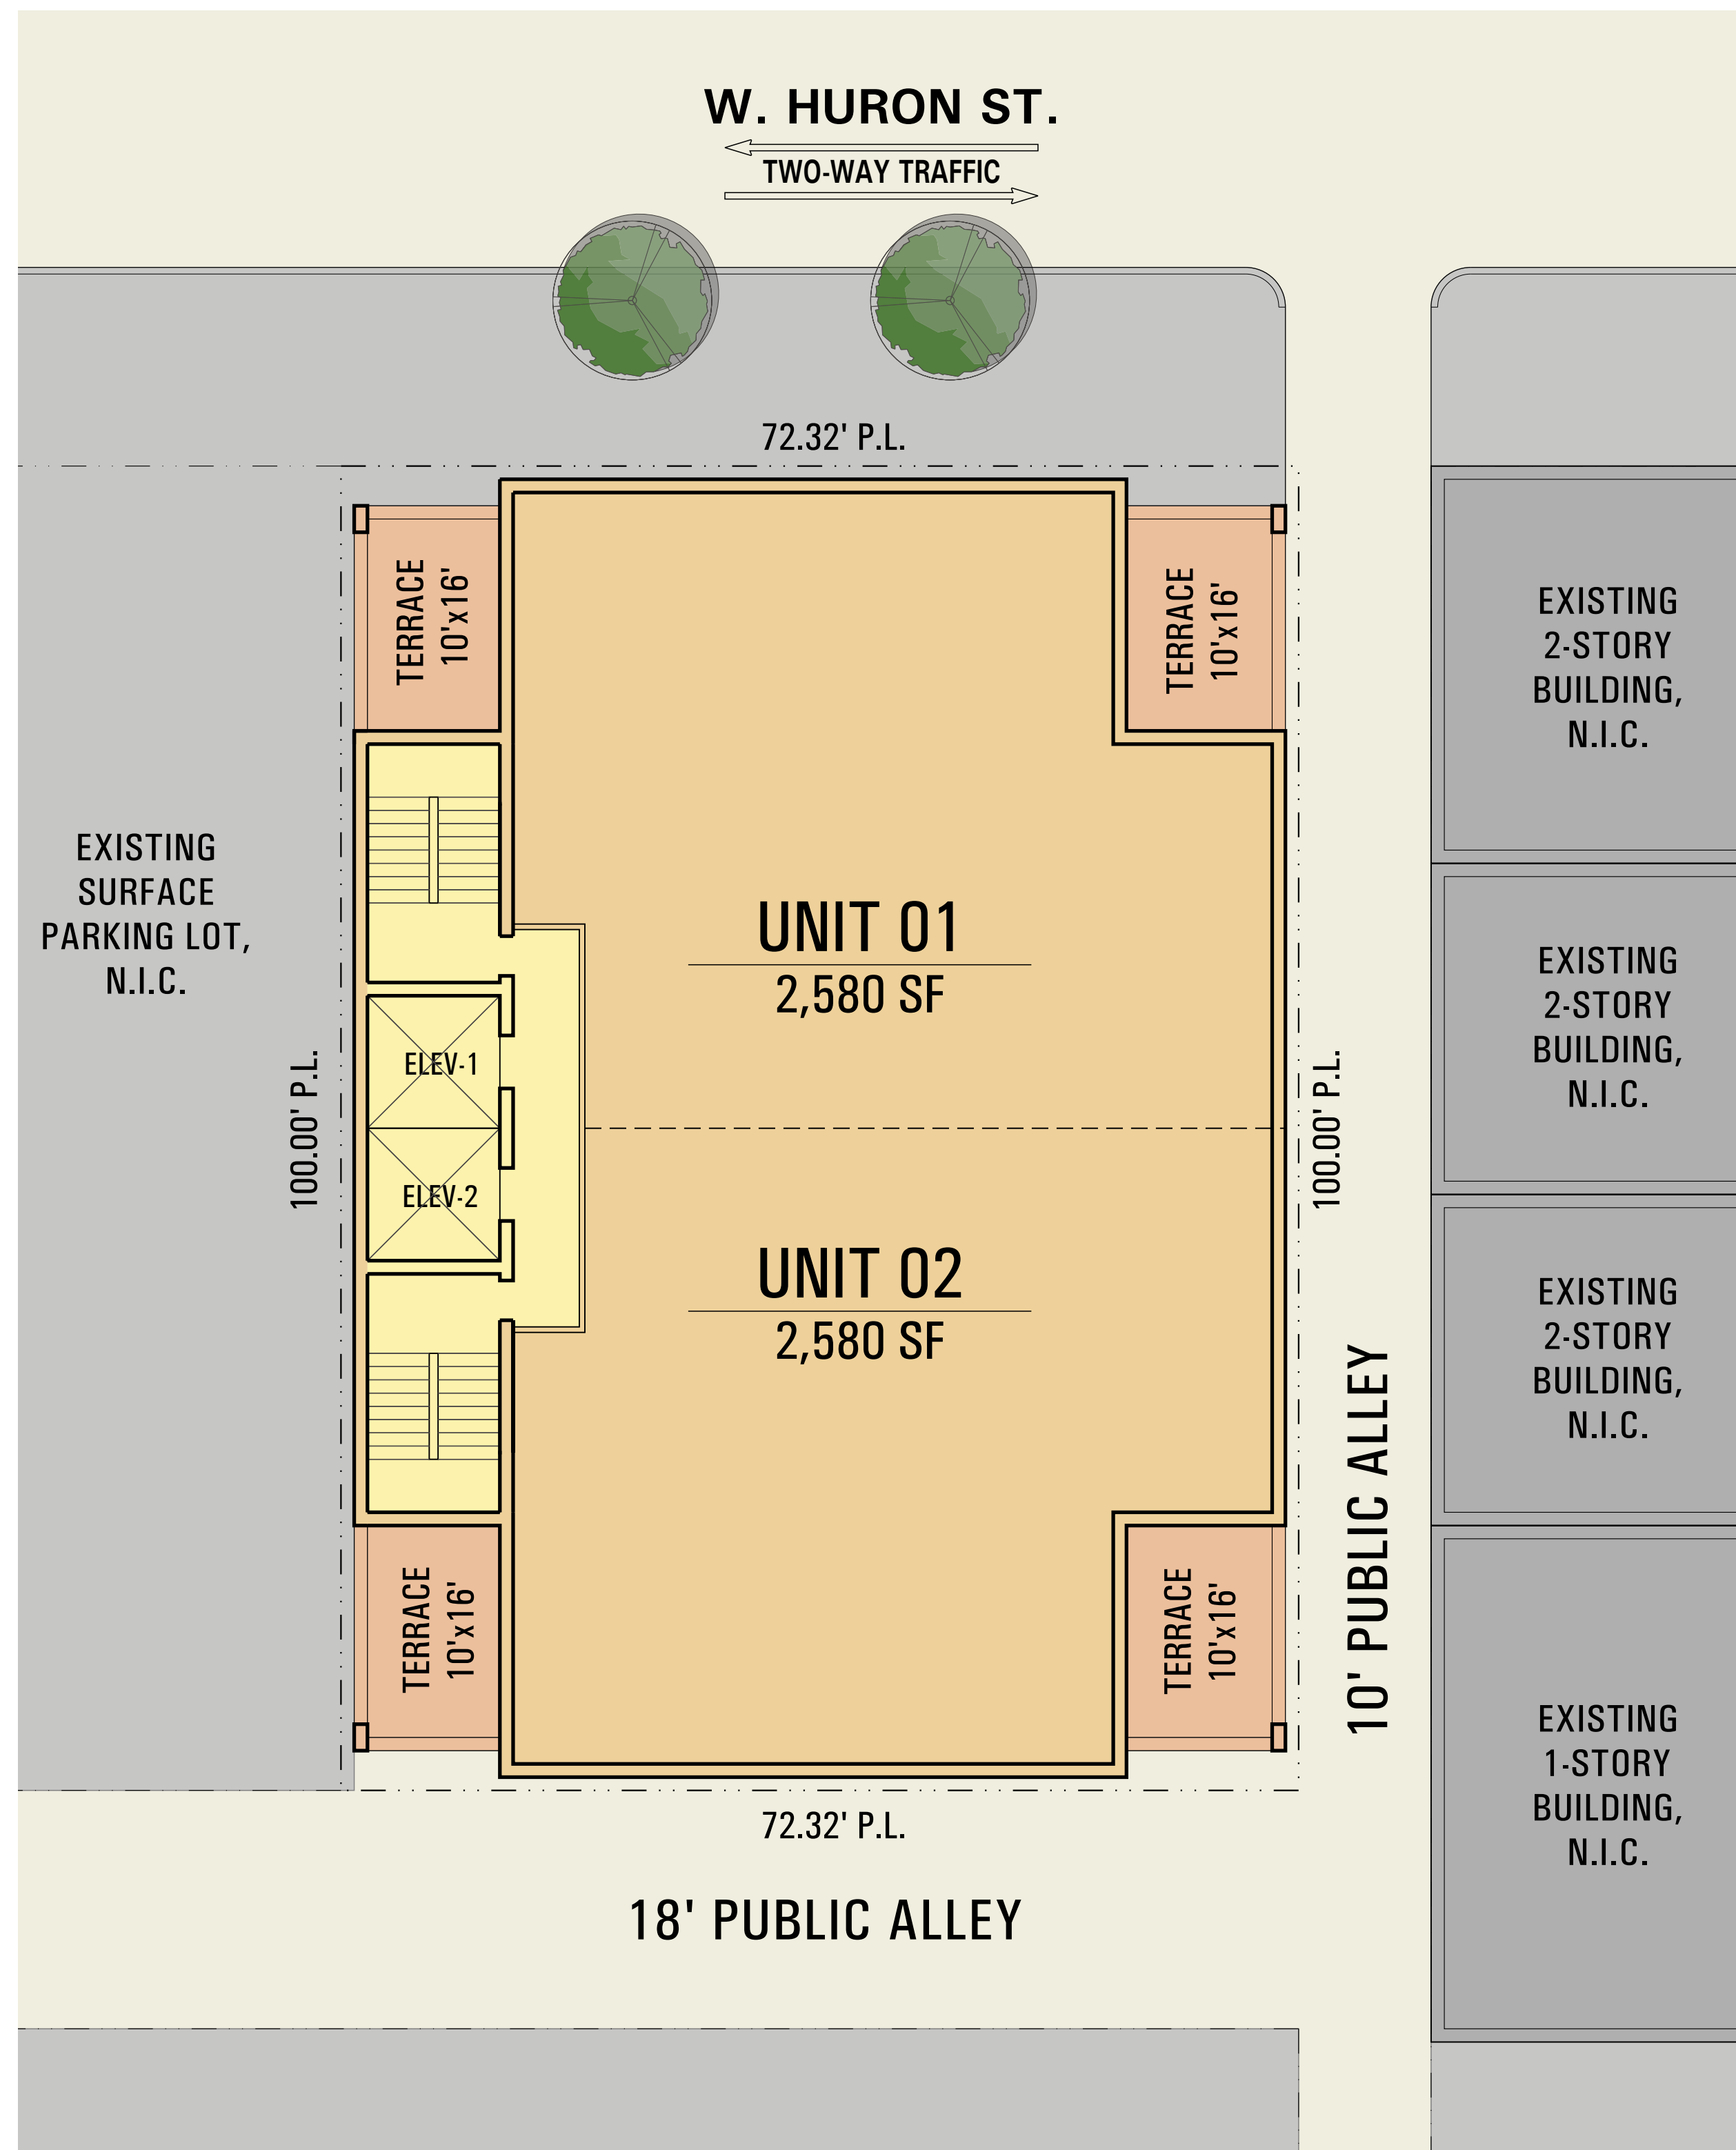 W. HURON ST.
TWO-WAY TRAFFIC
72.32' P.L.
TERRACE
10'x16'
TERRACE
10'x16'
EXISTING
2-STORY
BUILDING,
N.I.C.
EXISTING
SURFACE
PARKING LOT,
N.I.C.
UNIT 01
2,580 SF
EXISTING
2-STORY
BUILDING,
N.I.C.
ELEV-1
ELEV-2
100.00' P.L.
100.00' P.L.
UNIT 02
2,580 SF
EXISTING
2-STORY
BUILDING,
N.I.C.
10' PUBLIC ALLEY
TERRACE
10'x16'
TERRACE
10'x16'
EXISTING
1-STORY
BUILDING,
N.I.C.
72.32' P.L.
18' PUBLIC ALLEY